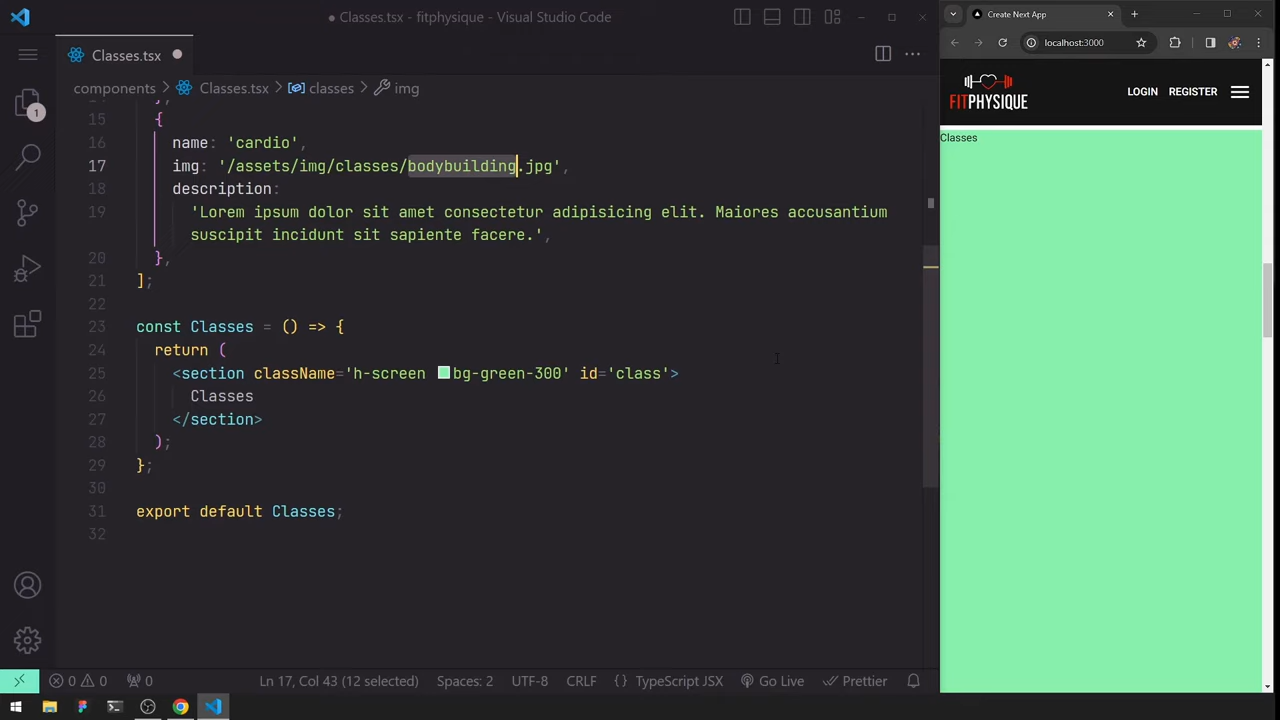 Classes.tsx - fitphysique - Visual Studio Code
Classes.tsx
components > Classes.tsx > classes > img
15 {
16 name: 'cardio',
17 img: '/assets/img/classes/bodybuilding.jpg',
18 description:
19 'Lorem ipsum dolor sit amet consectetur adipisicing elit. Maiores accusantium
suscipit incidunt sit sapiente facere.',
20 },
21 ];
22
23 const Classes = () => {
24 return (
25 <section className='h-screen bg-green-300' id='class'>
26 Classes
27 </section>
28 );
29 };
30
31 export default Classes;
32
1
0 0 0
Ln 17, Col 43 (12 selected)
Spaces: 2
UTF-8
CRLF
{} TypeScript JSX
Go Live
Prettier
Create Next App
localhost:3000
FITPHYSIQUE
LOGIN REGISTER
Classes